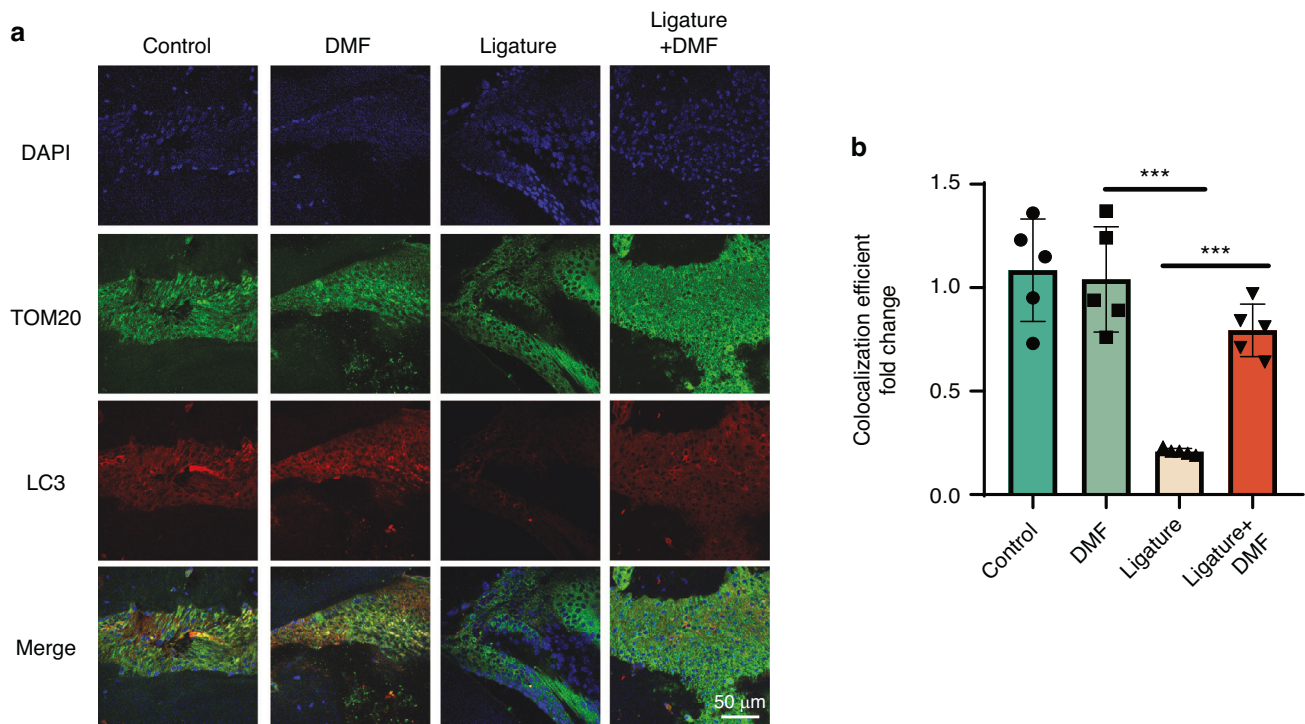 a
Control
DMF
Ligature
Ligature
+DMF
DAPI
TOM20
LC3
Merge
50 μm
b
Colocalization efficient
fold change
1.5
1.0
0.5
0.0
***
***
Control
DMF
Ligature
Ligature+
DMF